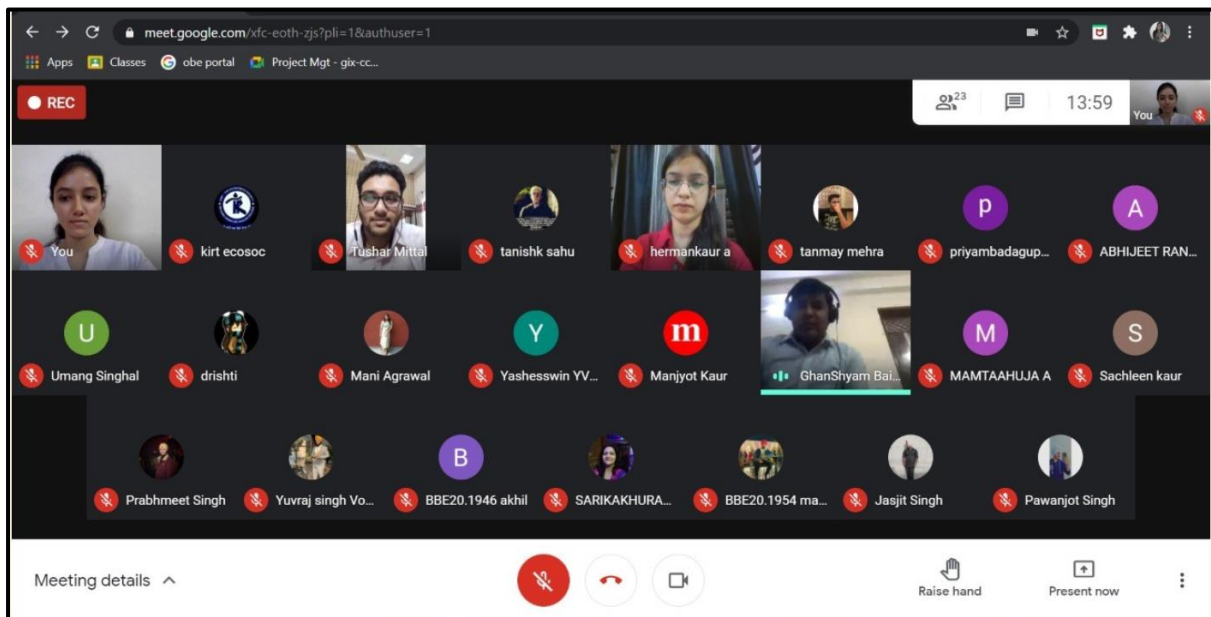 meet.google.com/xfc-eoth-zjs?pli=1&authuser=1
Apps Classes G obe portal Project Mgt - gix-cc...
REC
23 13:59
You
You kirt ecosoc Tushar Mittal tanishk sahu hermankaur a tanmay mehra p priyambadagup... A ABHIJEET RAN...
U Umang Singhal drishti Mani Agrawal Y Yashesswin YV... m Manjyot Kaur GhanShyam Bai... M MAMTAAHUJA A S Sachleen kaur
Prabhmeet Singh Yuvraj singh Vo... B BBE20.1946 akhil SARIKAKHURA... BBE20.1954 ma... Jasjit Singh Pawanjot Singh
Meeting details Raise hand Present now